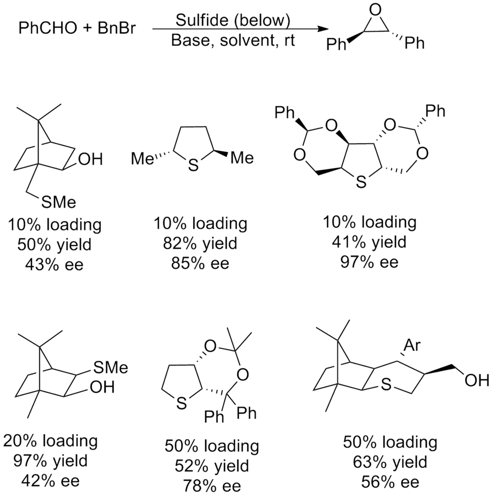 O
PhCHO + BnBr
Sulfide (below)
Base, solvent, rt
Ph
Ph
OH
SMe
10% loading
50% yield
43% ee
Me
S
Me
10% loading
82% yield
85% ee
Ph
O
O
Ph
O
O
S
10% loading
41% yield
97% ee
SMe
OH
20% loading
97% yield
42% ee
O
O
S
Ph
Ph
50% loading
52% yield
78% ee
Ar
S
OH
50% loading
63% yield
56% ee